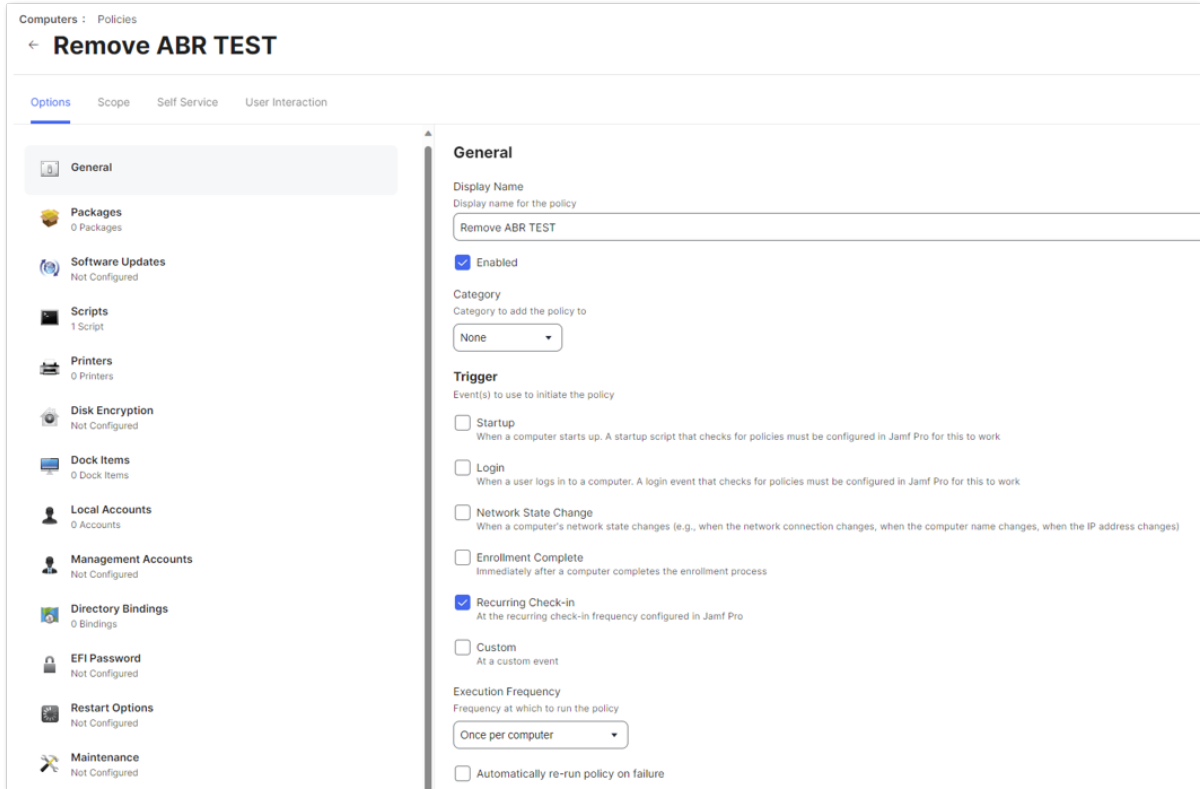 Computers : Policies
← Remove ABR TEST
Options Scope Self Service User Interaction
General
Packages
0 Packages
Software Updates
Not Configured
Scripts
1 Script
Printers
0 Printers
Disk Encryption
Not Configured
Dock Items
0 Dock Items
Local Accounts
0 Accounts
Management Accounts
Not Configured
Directory Bindings
0 Bindings
EFI Password
Not Configured
Restart Options
Not Configured
Maintenance
Not Configured
General
Display Name
Display name for the policy
Remove ABR TEST
Enabled
Category
Category to add the policy to
None
Trigger
Event(s) to use to initiate the policy
Startup
When a computer starts up. A startup script that checks for policies must be configured in Jamf Pro for this to work
Login
When a user logs in to a computer. A login event that checks for policies must be configured in Jamf Pro for this to work
Network State Change
When a computer's network state changes (e.g., when the network connection changes, when the computer name changes, when the IP address changes)
Enrollment Complete
Immediately after a computer completes the enrollment process
Recurring Check-in
At the recurring check-in frequency configured in Jamf Pro
Custom
At a custom event
Execution Frequency
Frequency at which to run the policy
Once per computer
Automatically re-run policy on failure